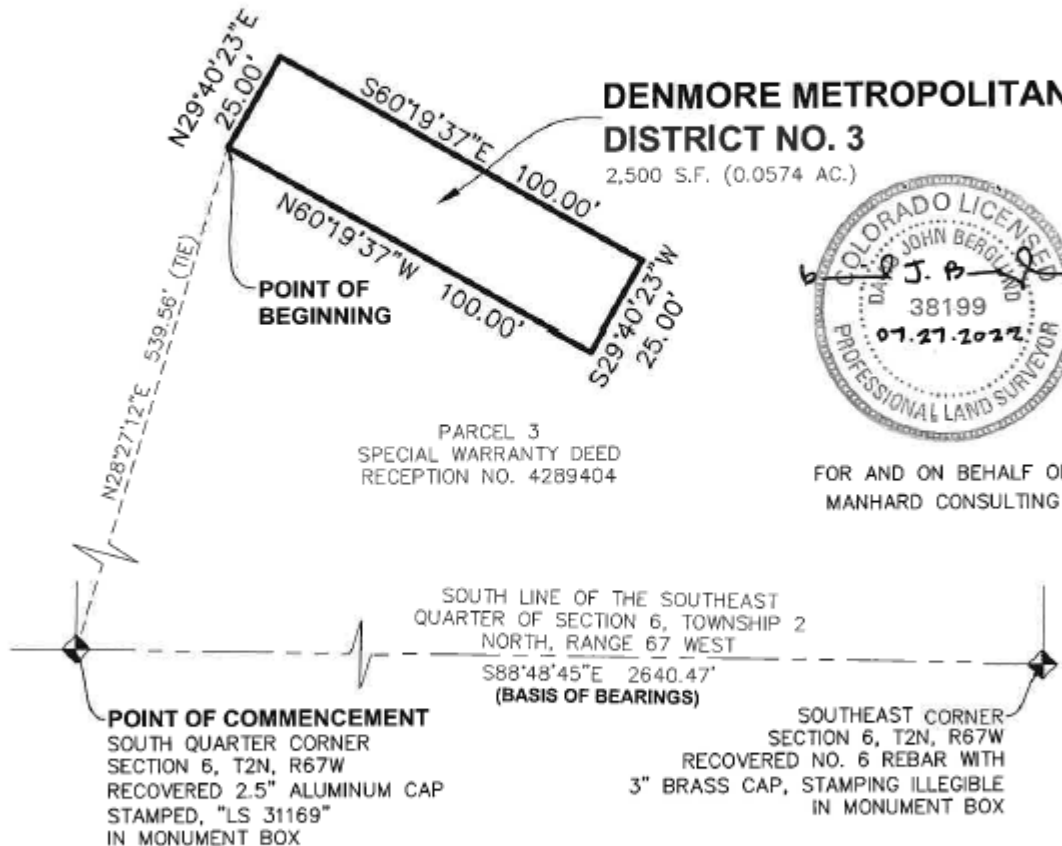 N29°40'23"E
25.00'
S60°19'37"E 100.00'
DENMORE METROPOLITAN
DISTRICT NO. 3
2,500 S.F. (0.0574 AC.)
N60°19'37"W 100.00'
S29°40'23"W
25.00'
POINT OF
BEGINNING
N28°27'12"E 539.56' (TIE)
COLORADO LICENSED
JOHN BERGLUND
J. B
38199
07.27.2022
PROFESSIONAL LAND SURVEYOR
PARCEL 3
SPECIAL WARRANTY DEED
RECEPTION NO. 4289404
FOR AND ON BEHALF
MANHARD CONSULTING
SOUTH LINE OF THE SOUTHEAST
QUARTER OF SECTION 6, TOWNSHIP 2
NORTH, RANGE 67 WEST
S88°48'45"E 2640.47'
(BASIS OF BEARINGS)
POINT OF COMMENCEMENT
SOUTH QUARTER CORNER
SECTION 6, T2N, R67W
RECOVERED 2.5" ALUMINUM CAP
STAMPED, "LS 31169"
IN MONUMENT BOX
SOUTHEAST CORNER
SECTION 6, T2N, R67W
RECOVERED NO. 6 REBAR WITH
3" BRASS CAP, STAMPING ILLEGIBLE
IN MONUMENT BOX